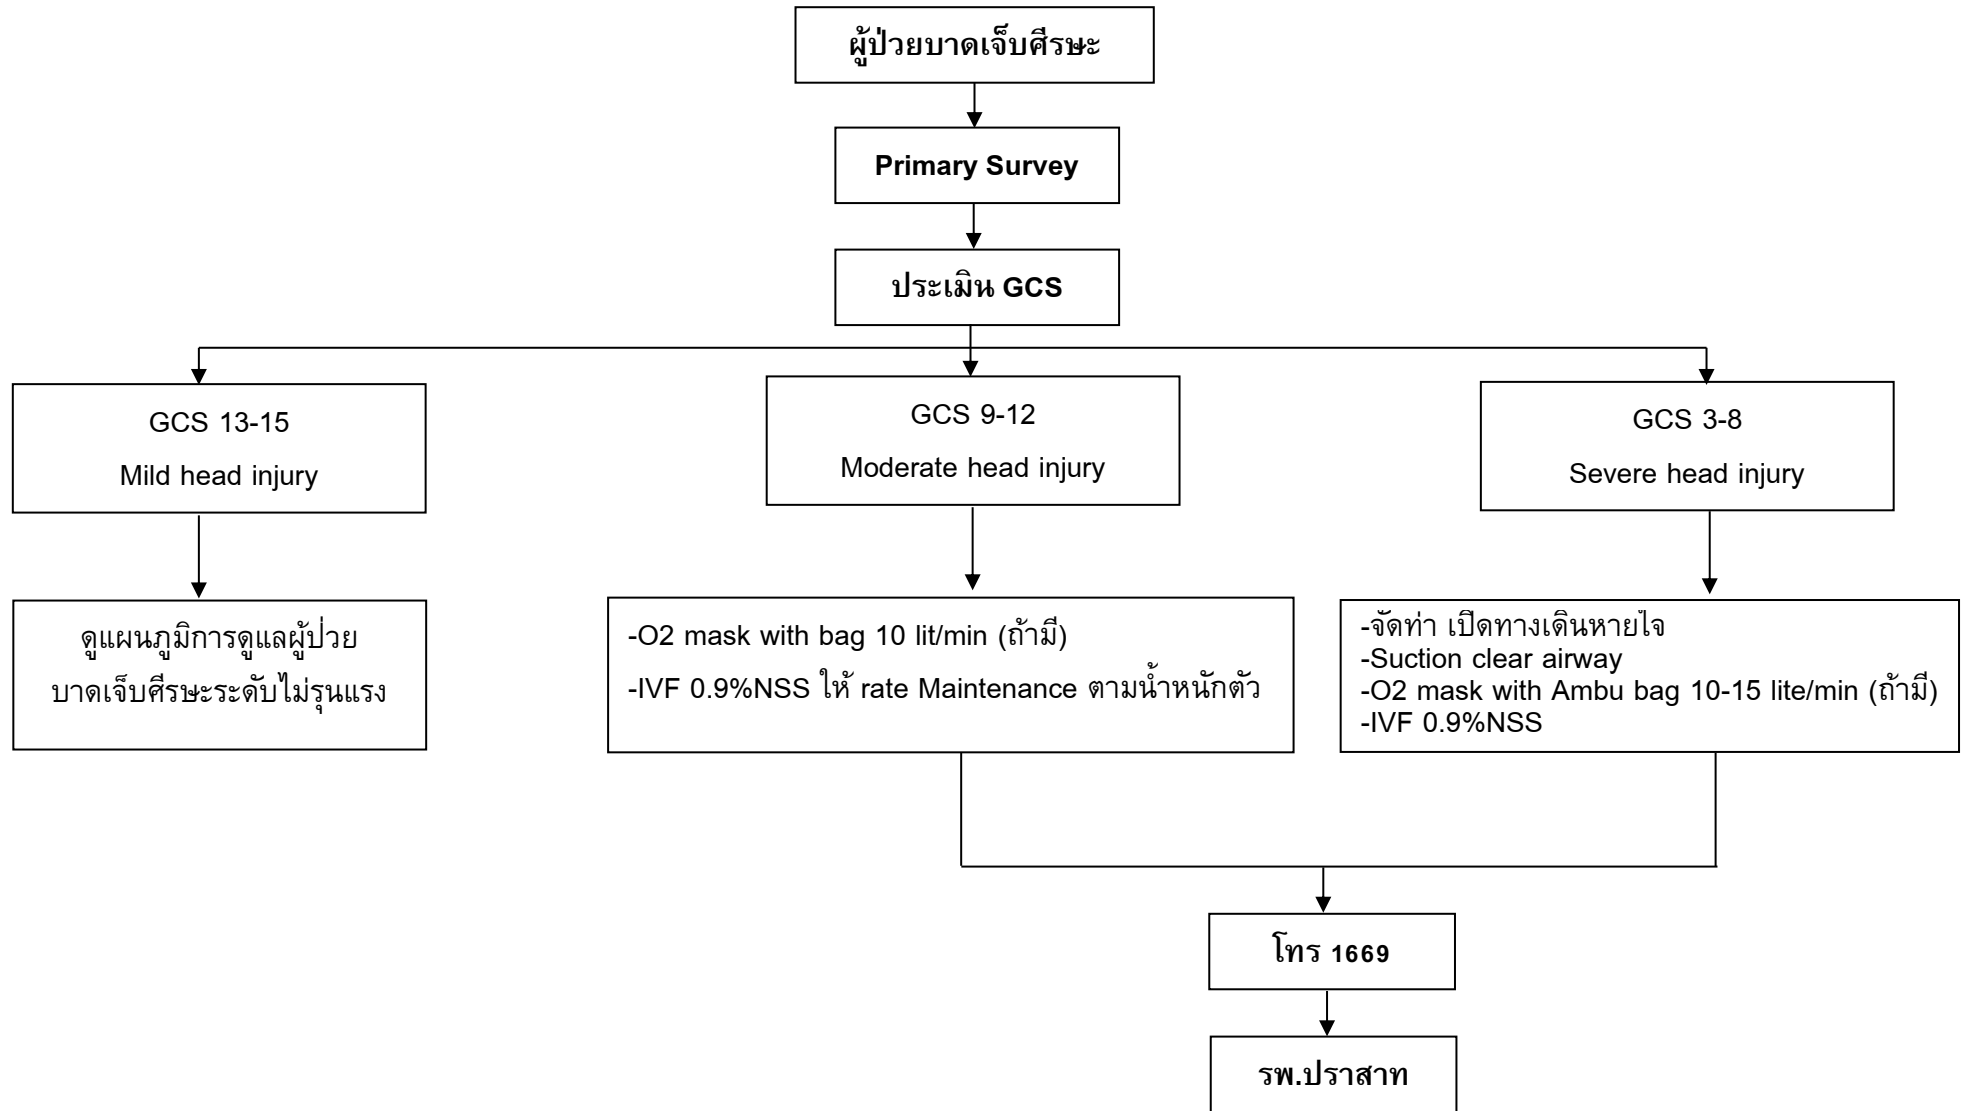 ผู้ป่วยบาดเจ็บศีรษะ
Primary Survey
ประเมิน GCS
GCS 13-15
Mild head injury
GCS 9-12
Moderate head injury
GCS 3-8
Severe head injury
ดูแผนภูมิการดูแลผู้ป่วย
บาดเจ็บศีรษะระดับไม่รุนแรง
-O2 mask with bag 10 lit/min (ถ้ามี)
-IVF 0.9%NSS ให้ rate Maintenance ตามน้ำหนักตัว
-จัดท่า เปิดทางเดินหายใจ
-Suction clear airway
-O2 mask with Ambu bag 10-15 lite/min (ถ้ามี)
-IVF 0.9%NSS
โทร 1669
รพ.ปราสาท